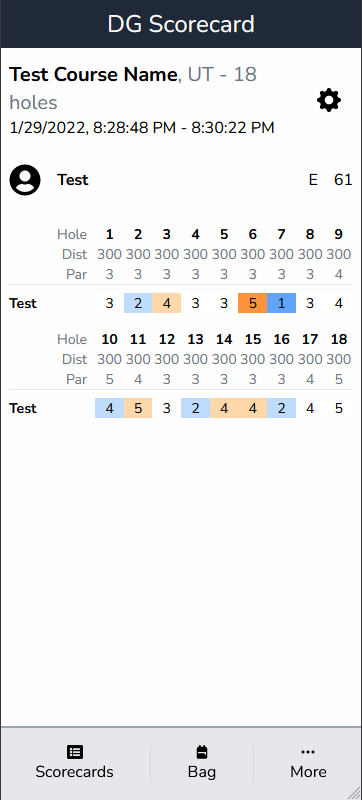 DG Scorecard
Test Course Name, UT - 18
holes
1/29/2022, 8:28:48 PM - 8:30:22 PM
Test E 61
Hole 1 2 3 4 5 6 7 8 9
Dist 300 300 300 300 300 300 300 300 300
Par 3 3 3 3 3 3 3 3 4
Test 3 2 4 3 3 5 1 3 4
Hole 10 11 12 13 14 15 16 17 18
Dist 300 300 300 300 300 300 300 300 300
Par 5 4 3 3 3 3 3 4 5
Test 4 5 3 2 4 4 2 4 5
Scorecards Bag More